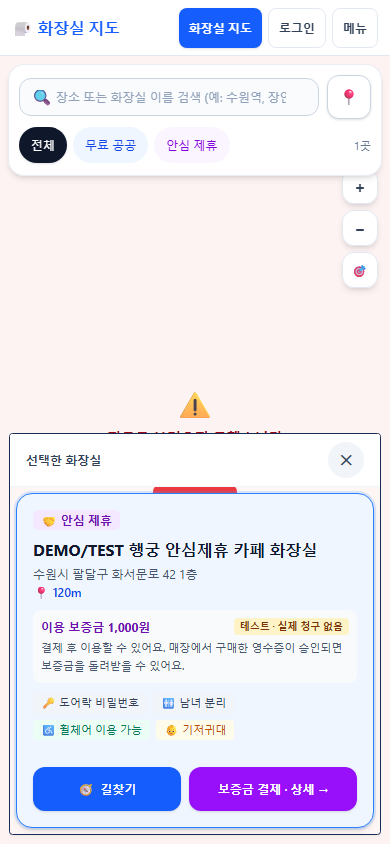 화장실 지도
화장실 지도
로그인
메뉴
장소 또는 화장실 이름 검색 (예: 수원역, 장안
전체
무료 공공
안심 제휴
1곳
+
−
선택한 화장실
✕
안심 제휴
DEMO/TEST 행궁 안심제휴 카페 화장실
수원시 팔달구 화서문로 42 1층
120m
이용 보증금 1,000원
테스트 · 실제 청구 없음
결제 후 이용할 수 있어요. 매장에서 구매한 영수증이 승인되면
보증금을 돌려받을 수 있어요.
도어락 비밀번호
남녀 분리
휠체어 이용 가능
기저귀대
길찾기
보증금 결제 · 상세 →